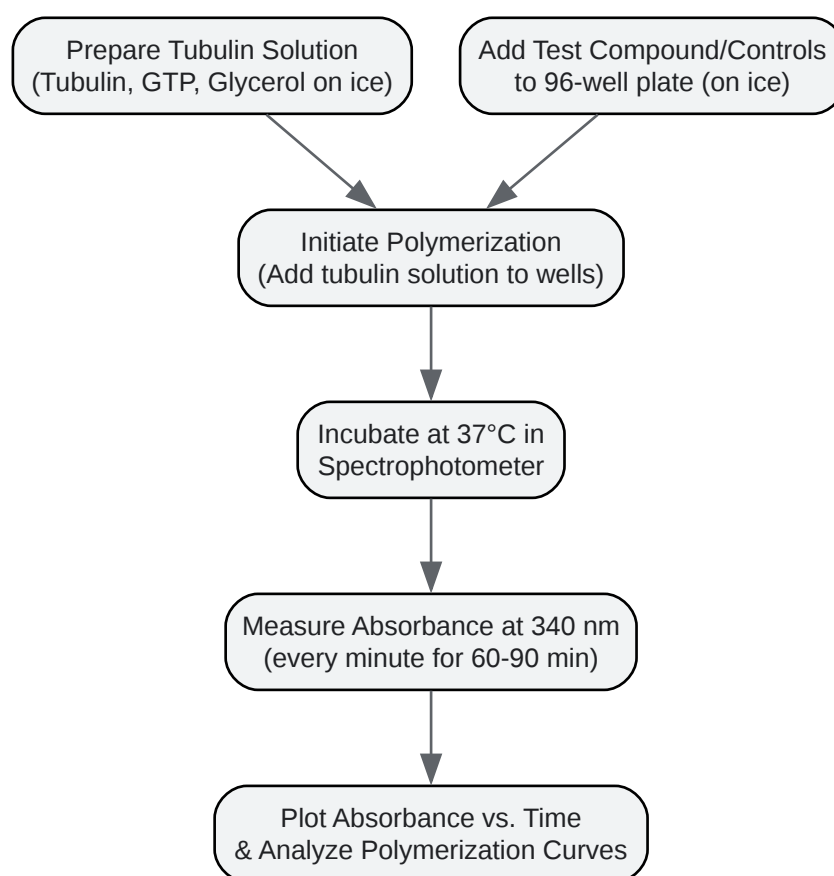 Prepare Tubulin Solution
(Tubulin, GTP, Glycerol on ice)
Add Test Compound/Controls
to 96-well plate (on ice)
Initiate Polymerization
(Add tubulin solution to wells)
Incubate at 37°C in
Spectrophotometer
Measure Absorbance at 340 nm
(every minute for 60-90 min)
Plot Absorbance vs. Time
& Analyze Polymerization Curves